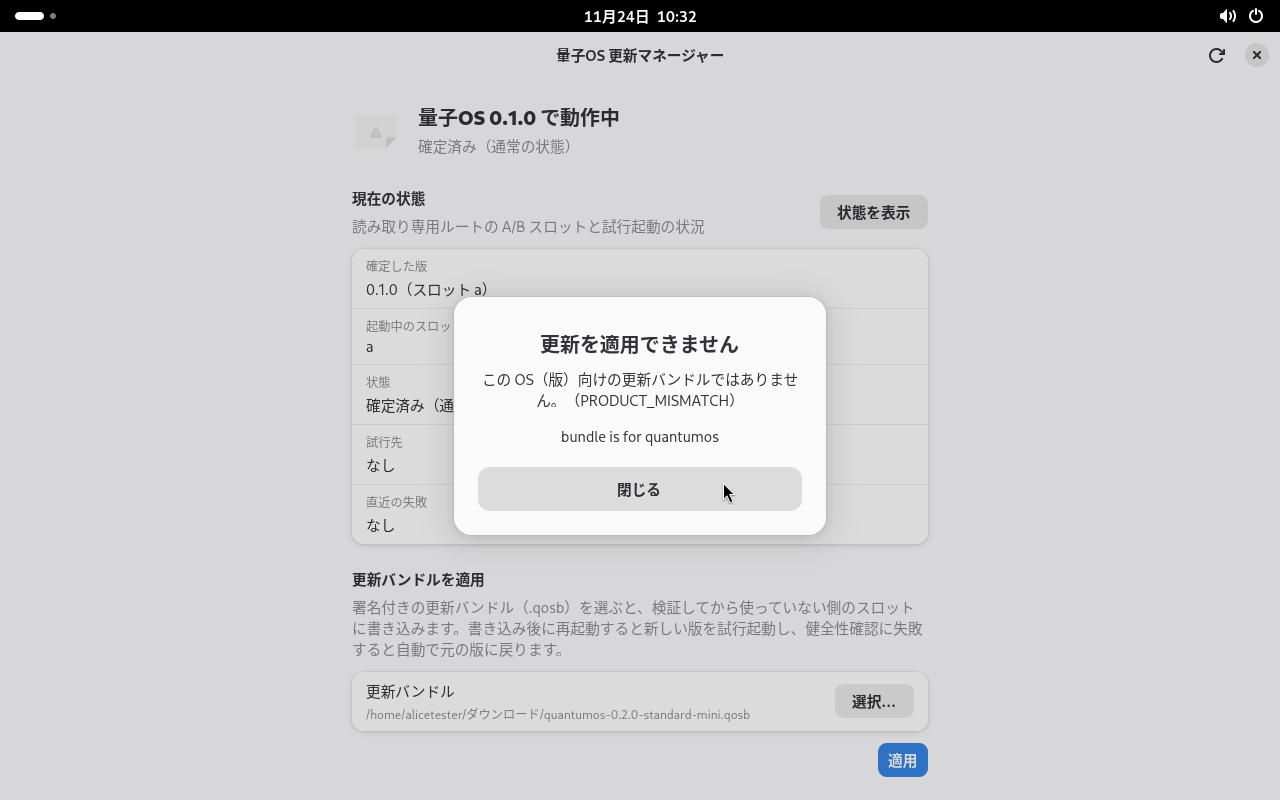 11月24日 10:32
量子OS 更新マネージャー
量子OS 0.1.0 で動作中
確定済み（通常の状態）
現在の状態
読み取り専用ルートの A/B スロットと試行起動の状況
状態を表示
確定した版
0.1.0（スロット a）
起動中のスロッ
a
状態
確定済み（通
試行先
なし
直近の失敗
なし
更新を適用できません
この OS（版）向けの更新バンドルではありませ
ん。（PRODUCT_MISMATCH）
bundle is for quantumos
閉じる
更新バンドルを適用
署名付きの更新バンドル（.qosb）を選ぶと、検証してから使っていない側のスロット
に書き込みます。書き込み後に再起動すると新しい版を試行起動し、健全性確認に失敗
すると自動で元の版に戻ります。
更新バンドル
/home/alicetester/ダウンロード/quantumos-0.2.0-standard-mini.qosb
選択...
適用